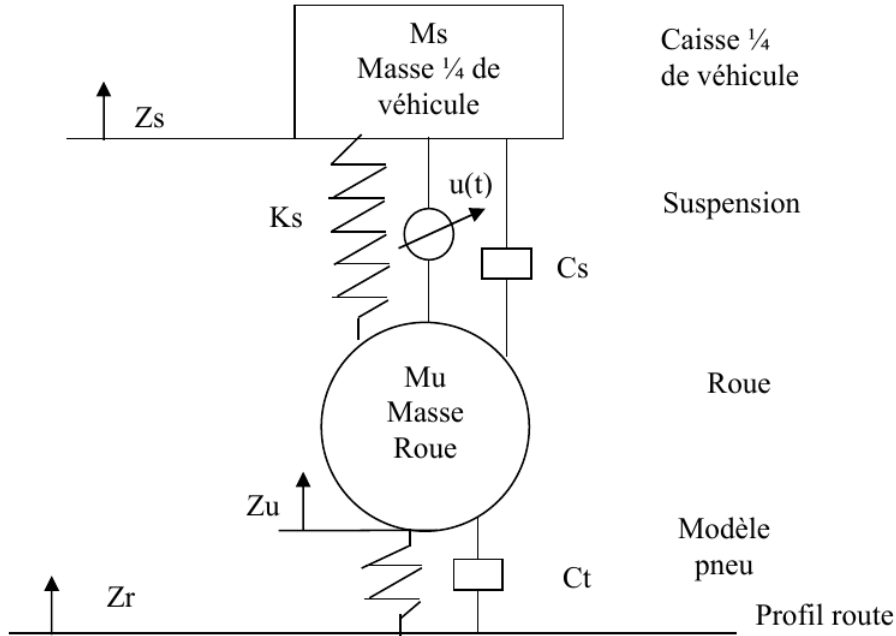 Ms
Masse ¼ de
véhicule
Caisse ¼
de véhicule
Zs
u(t)
Ks
Suspension
Cs
Mu
Masse
Roue
Roue
Zu
Modèle
pneu
Ct
Zr
Profil route